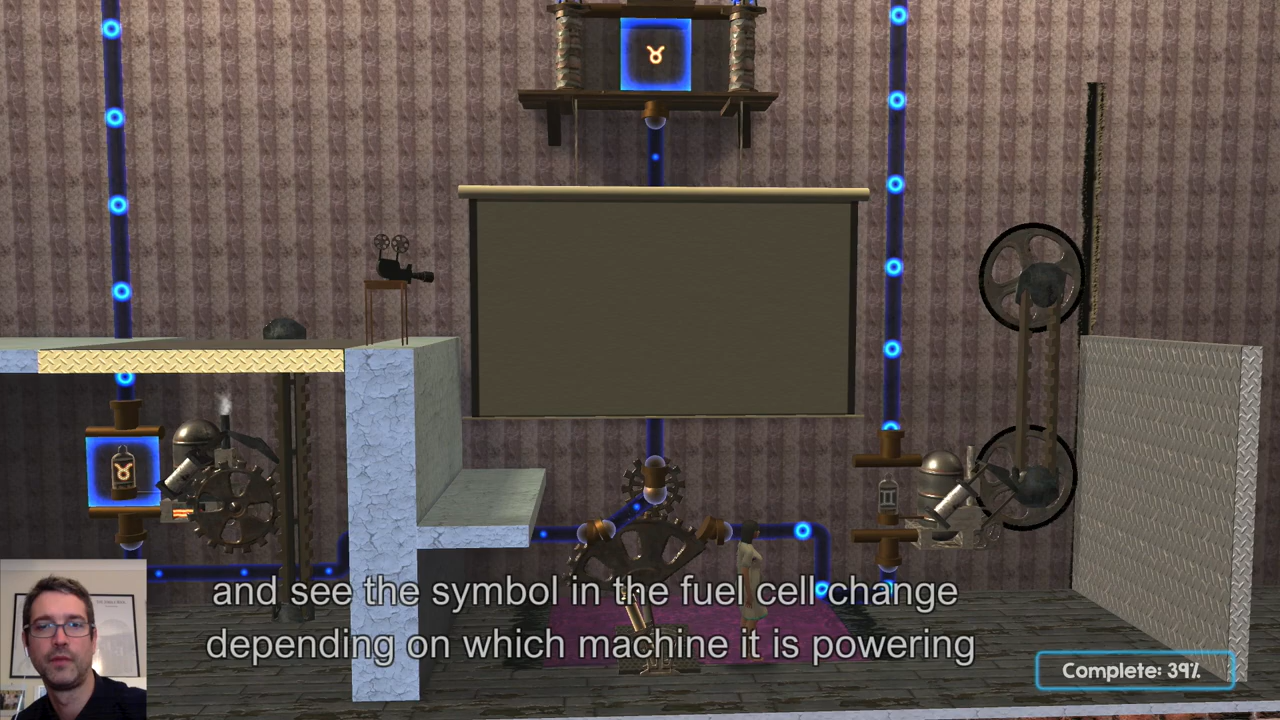 and see the symbol in the fuel cell change
depending on which machine it is powering
Complete: 39%